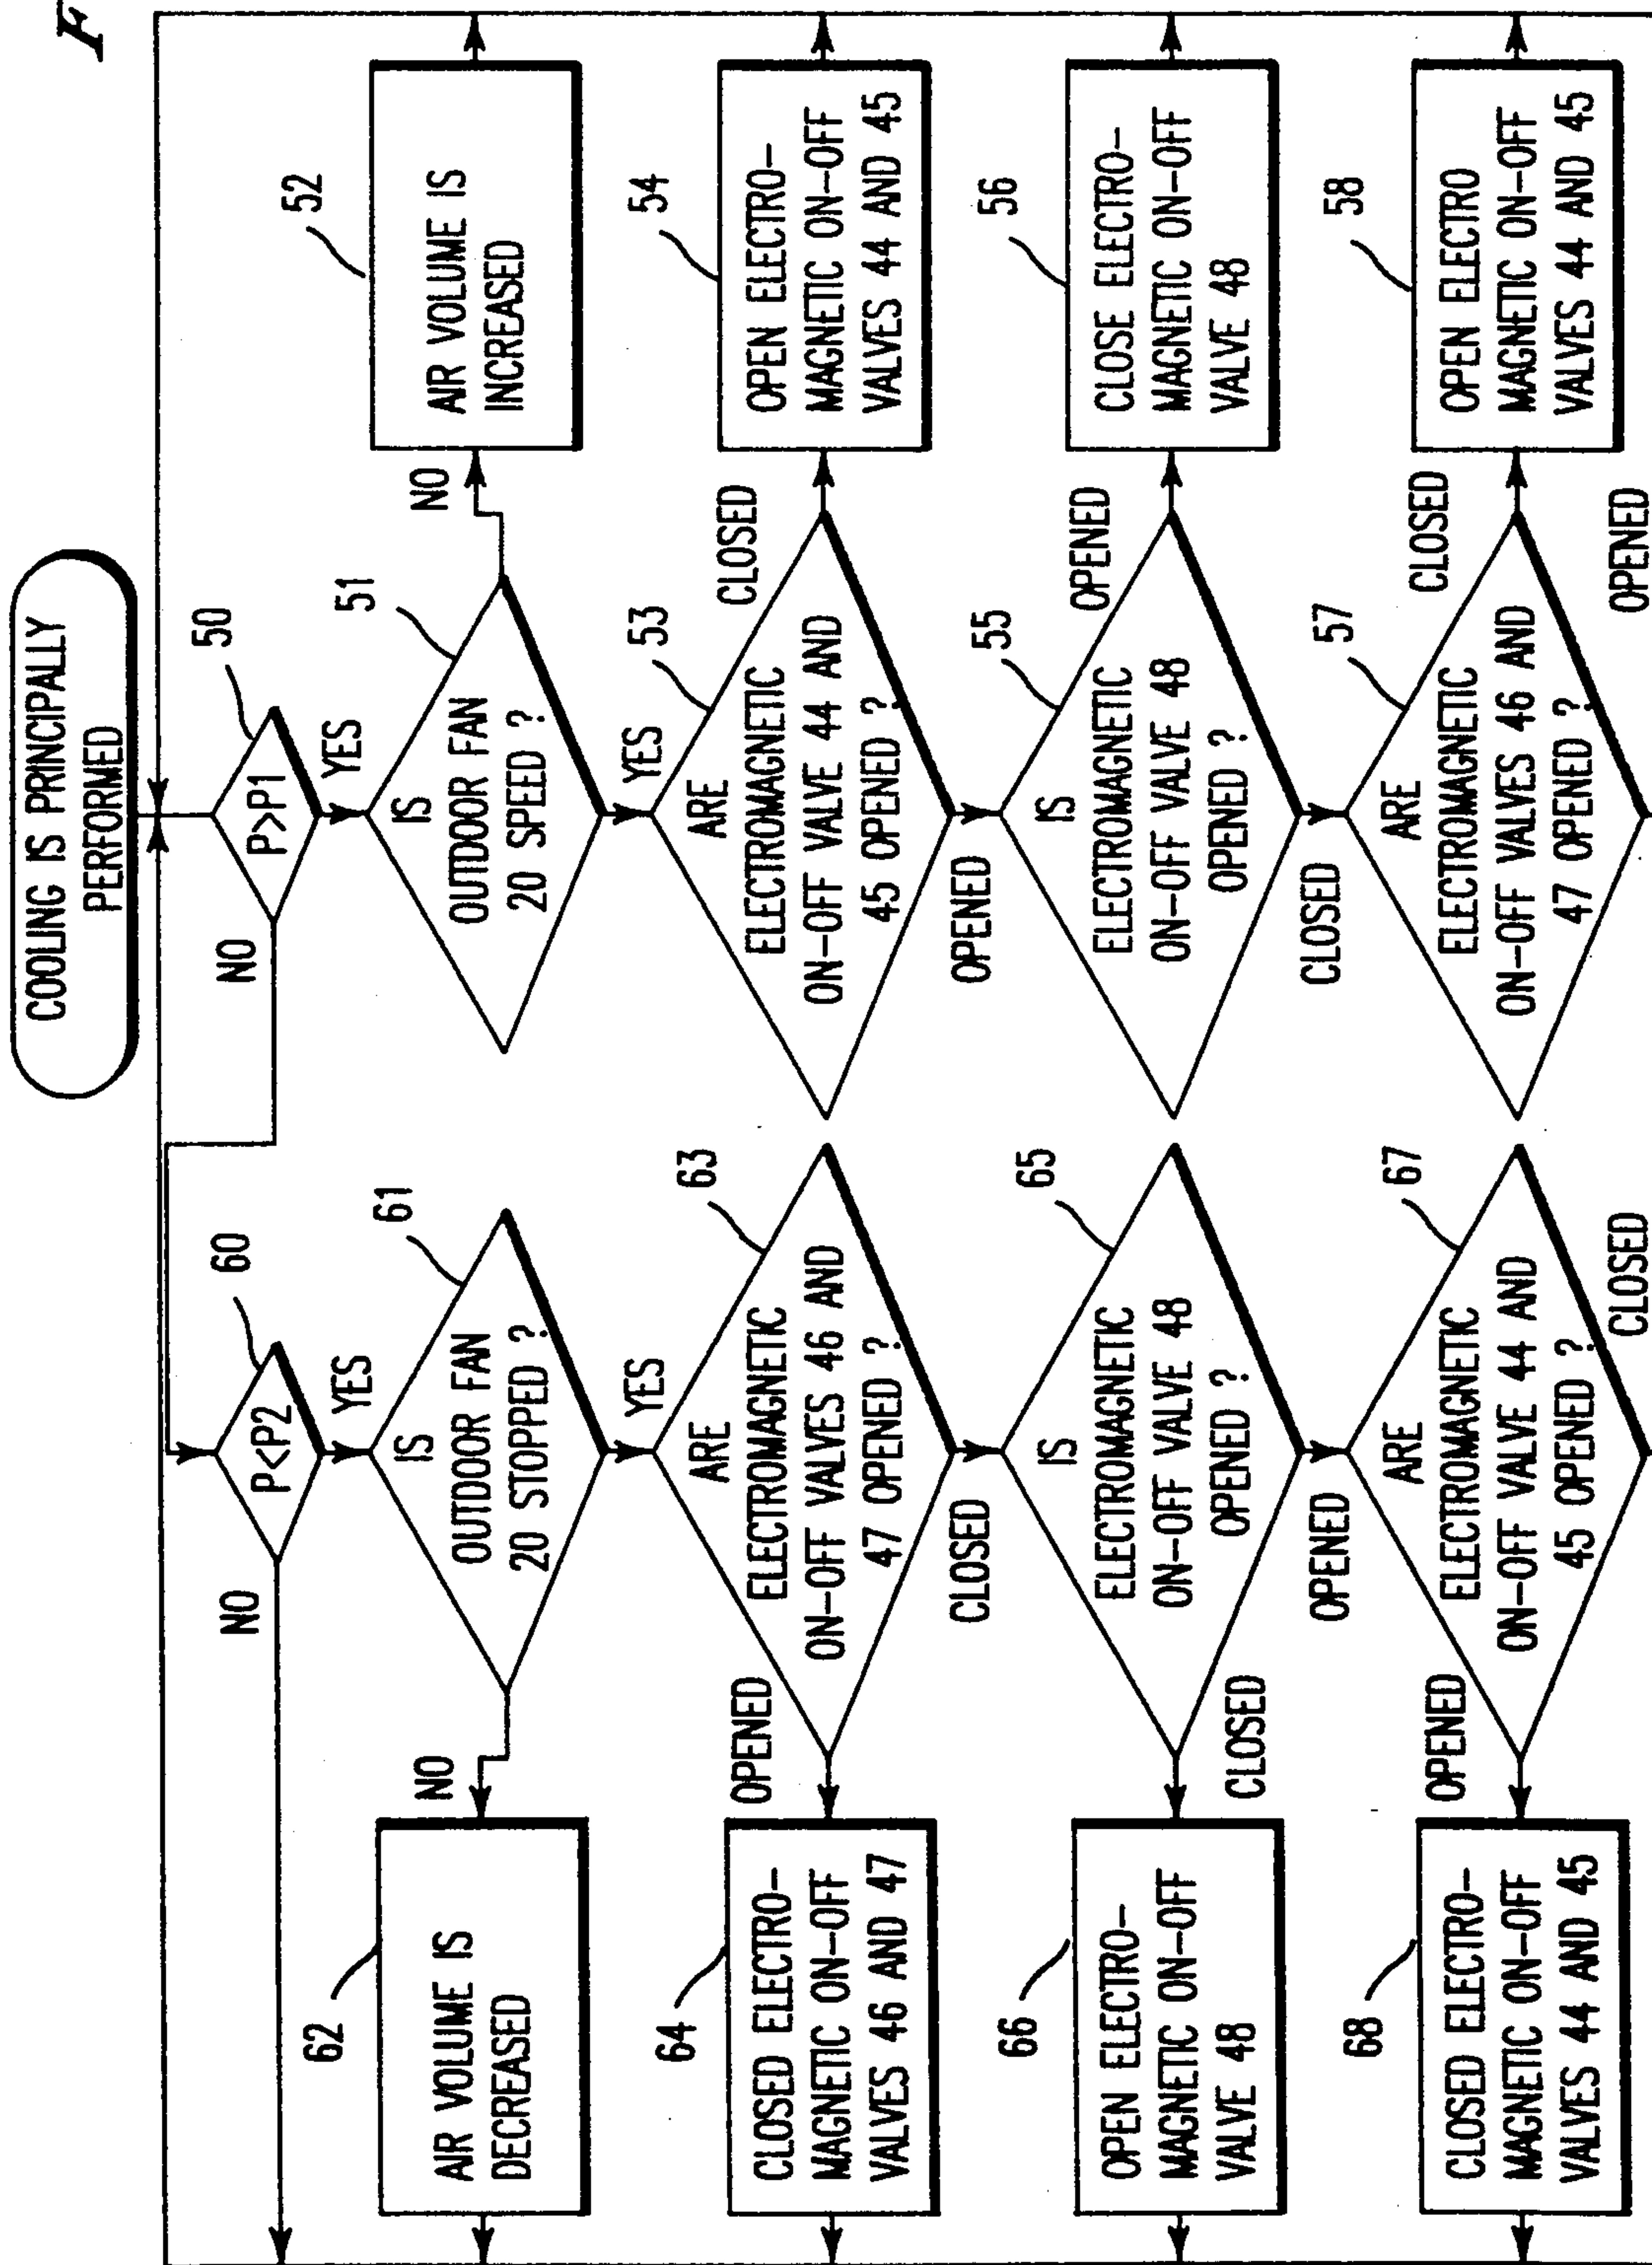 F
COOLING IS PRINCIPALLY
PERFORMED
50
P>P1
NO
YES
51
IS
OUTDOOR FAN
20 SPEED ?
NO
YES
52
AIR VOLUME IS
INCREASED
53
ARE
ELECTROMAGNETIC
ON-OFF VALVE 44 AND
45 OPENED ?
CLOSED
OPENED
54
OPEN ELECTRO-
MAGNETIC ON-OFF
VALVES 44 AND 45
55
IS
ELECTROMAGNETIC
ON-OFF VALVE 48
OPENED ?
OPENED
CLOSED
56
CLOSE ELECTRO-
MAGNETIC ON-OFF
VALVE 48
57
ARE
ELECTROMAGNETIC
ON-OFF VALVES 46 AND
47 OPENED ?
CLOSED
OPENED
58
OPEN ELECTRO
MAGNETIC ON-OFF
VALVES 44 AND 45
60
P<P2
NO
YES
61
IS
OUTDOOR FAN
20 STOPPED ?
NO
YES
62
AIR VOLUME IS
DECREASED
63
ARE
ELECTROMAGNETIC
ON-OFF VALVES 46 AND
47 OPENED ?
OPENED
CLOSED
64
CLOSED ELECTRO-
MAGNETIC ON-OFF
VALVES 46 AND 47
65
IS
ELECTROMAGNETIC
ON-OFF VALVE 48
OPENED ?
CLOSED
OPENED
66
OPEN ELECTRO-
MAGNETIC ON-OFF
VALVE 48
67
ARE
ELECTROMAGNETIC
ON-OFF VALVE 44 AND
45 OPENED ?
OPENED
CLOSED
68
CLOSED ELECTRO-
MAGNETIC ON-OFF
VALVES 44 AND 45